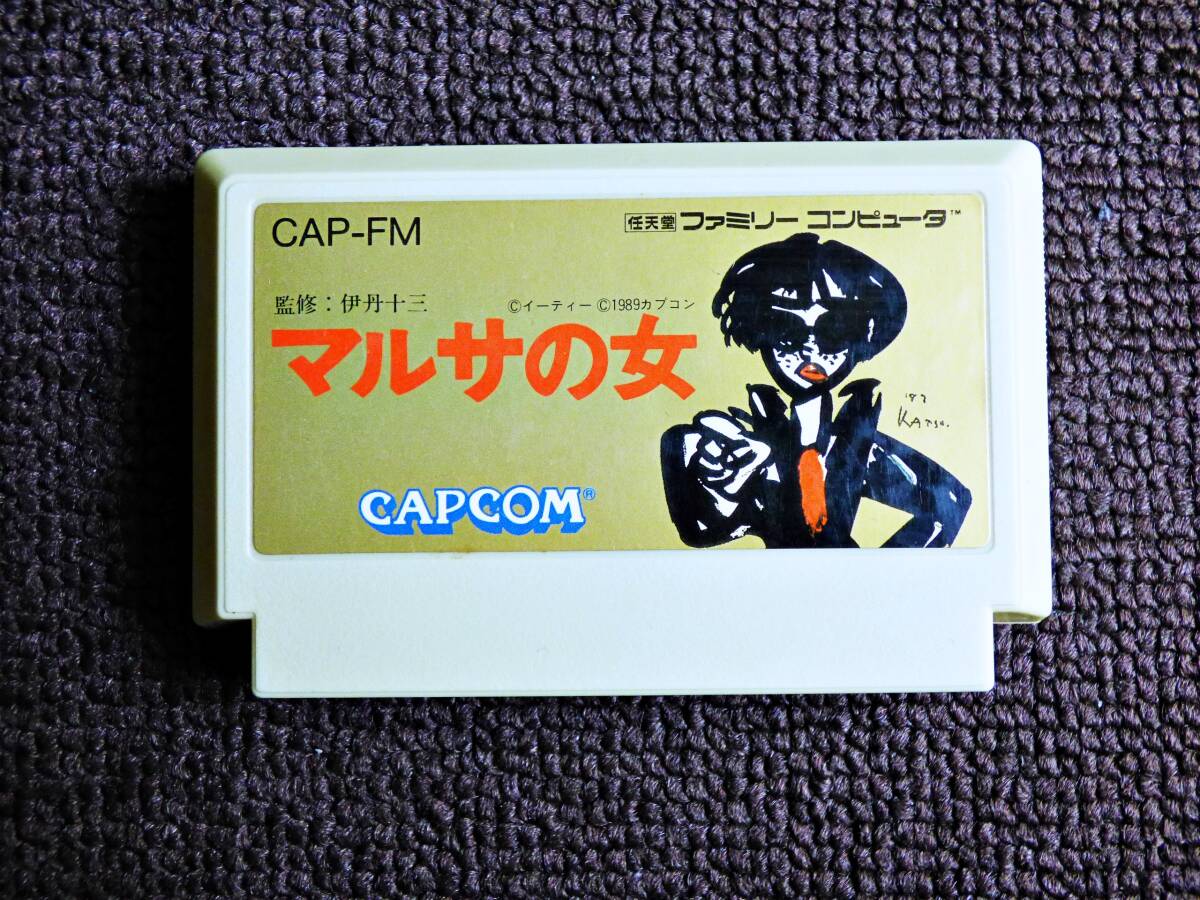 CAP-FM
任天堂 ファミリー コンピュータ™
監修：伊丹十三
©イーティー ©1989カプコン
マルサの女
CAPCOM®